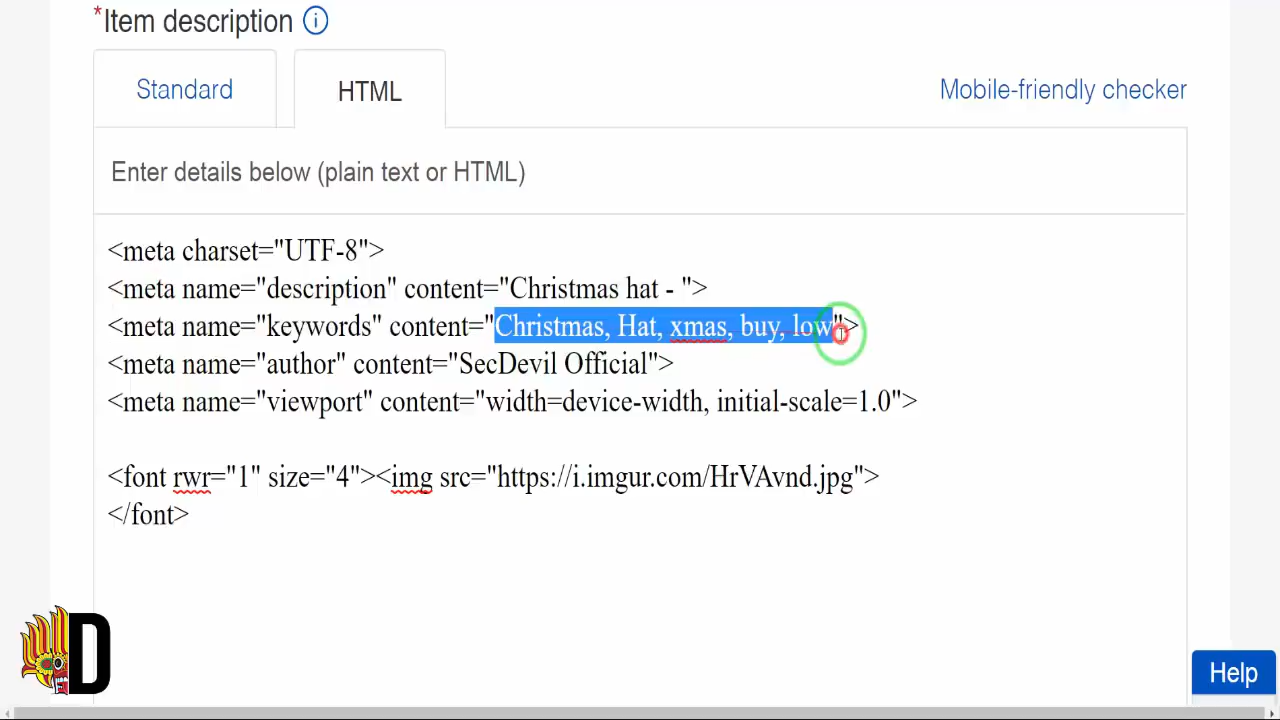 *Item description i
Standard HTML Mobile-friendly checker
Enter details below (plain text or HTML)
<meta charset="UTF-8">
<meta name="description" content="Christmas hat - ">
<meta name="keywords" content="Christmas, Hat, xmas, buy, low">
<meta name="author" content="SecDevil Official">
<meta name="viewport" content="width=device-width, initial-scale=1.0">
<font rwr="1" size="4"><img src="https://i.imgur.com/HrVAvnd.jpg">
</font>
D
Help